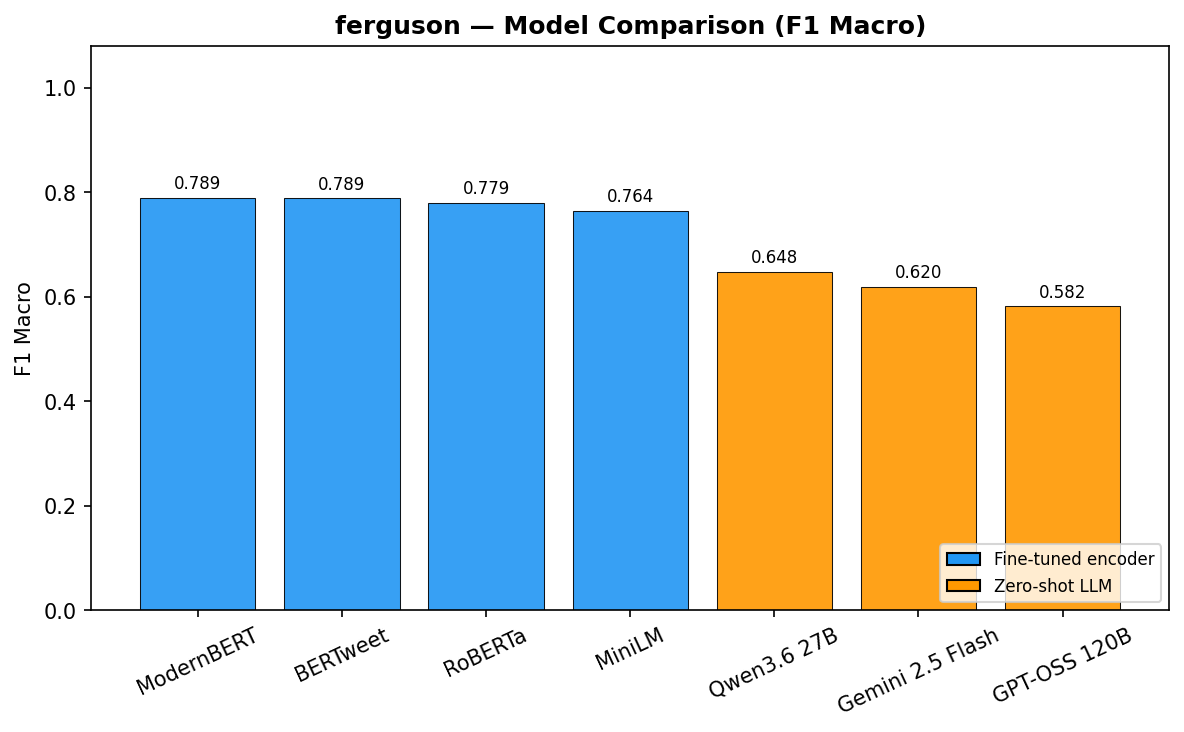 ferguson — Model Comparison (F1 Macro)
F1 Macro
1.0
0.8
0.6
0.4
0.2
0.0
0.789
0.789
0.779
0.764
0.648
0.620
0.582
Fine-tuned encoder
Zero-shot LLM
ModernBERT
BERTweet
RoBERTa
MiniLM
Qwen3.6 27B
Gemini 2.5 Flash
GPT-OSS 120B